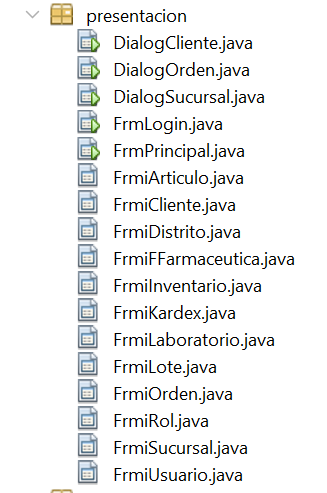 presentacion
DialogCliente.java
DialogOrden.java
DialogSucursal.java
FrmLogin.java
FrmPrincipal.java
FrmiArticulo.java
FrmiCliente.java
FrmiDistrito.java
FrmiFFarmaceutica.java
FrmiInventario.java
FrmiKardex.java
FrmiLaboratorio.java
FrmiLote.java
FrmiOrden.java
FrmiRol.java
FrmiSucursal.java
FrmiUsuario.java